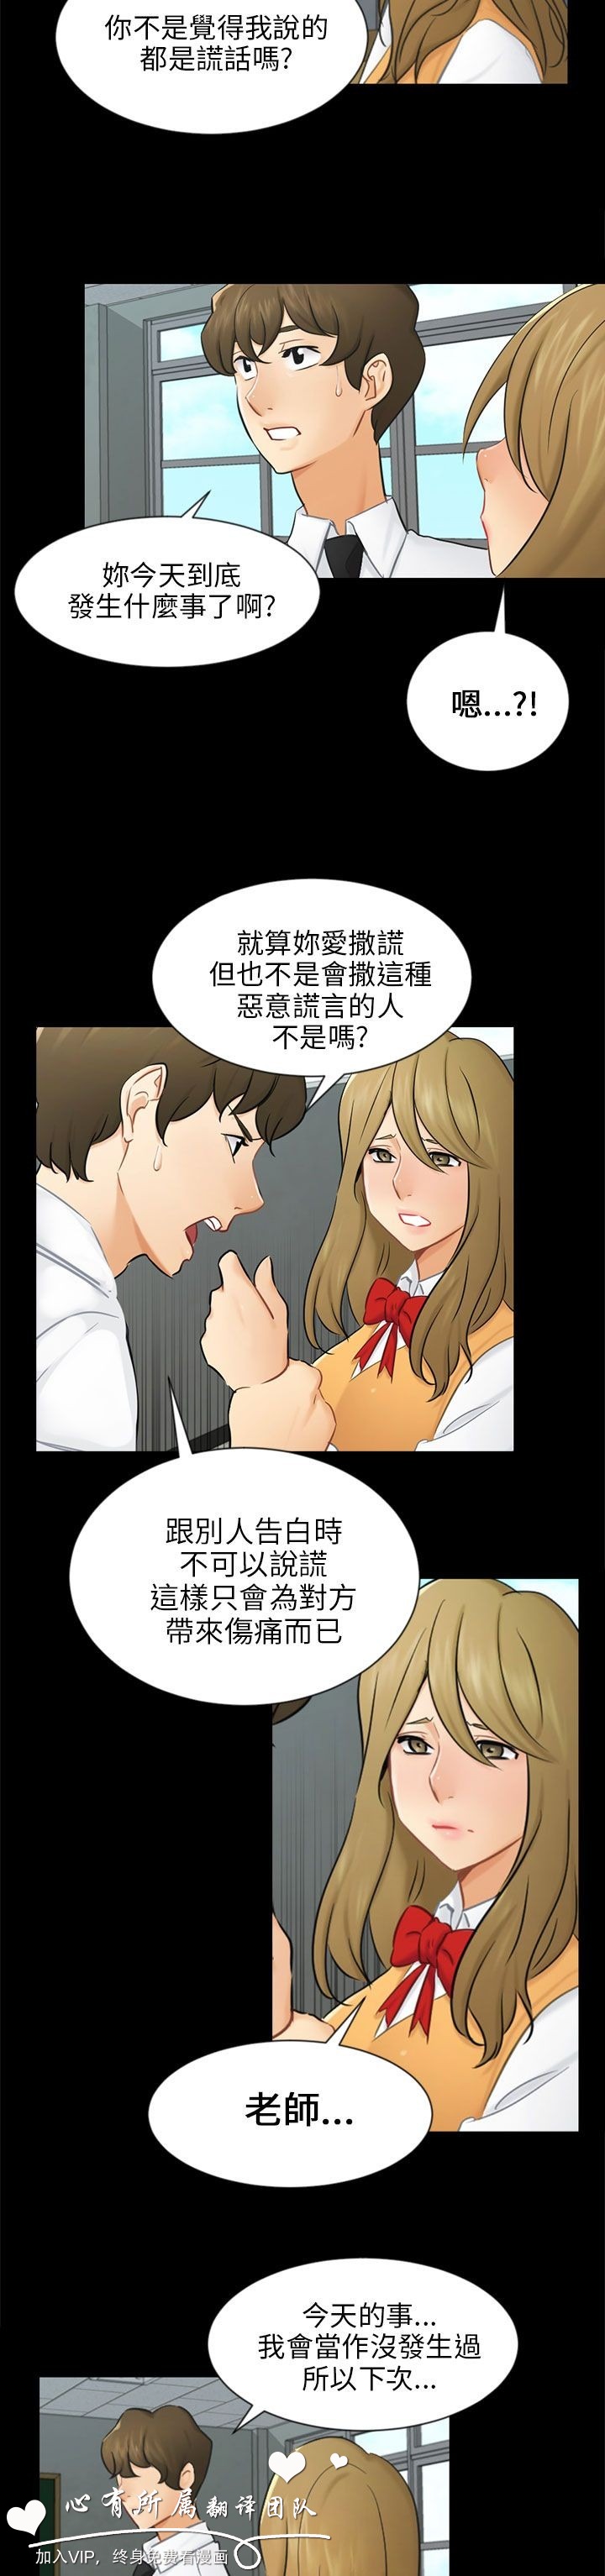 你不是覺得我說的
都是謊話嗎?
妳今天到底
發生什麼事了啊?
嗯...?!
就算妳愛撒謊
但也不是會撒這種
惡意謊言的人
不是嗎?
跟別人告白時
不可以說謊
這樣只會為對方
帶來傷痛而已
老師...
今天的事...
我會當作沒發生過
所以下次...
心有所属翻译团队
加入VIP，终身免费看漫画